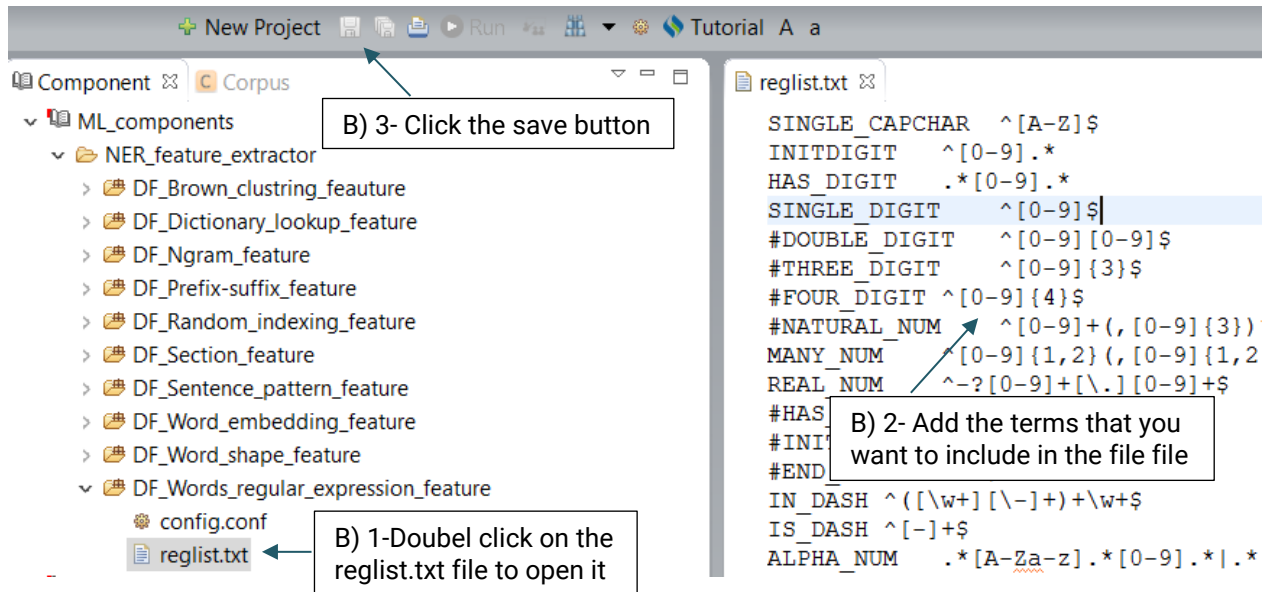 New Project Run Tutorial A a
Component Corpus
reglist.txt
B) 3- Click the save button
ML_components
NER_feature_extractor
DF_Brown_clustring_feauture
DF_Dictionary_lookup_feature
DF_Ngram_feature
DF_Prefix-suffix_feature
DF_Random_indexing_feature
DF_Section_feature
DF_Sentence_pattern_feature
DF_Word_embedding_feature
DF_Word_shape_feature
DF_Words_regular_expression_feature
config.conf
reglist.txt
B) 1-Doubel click on the
reglist.txt file to open it
SINGLE_CAPCHAR ^[A-Z]$
INITDIGIT ^[0-9].*
HAS_DIGIT .*[0-9].*
SINGLE_DIGIT ^[0-9]$
#DOUBLE_DIGIT ^[0-9][0-9]$
#THREE_DIGIT ^[0-9]{3}$
#FOUR_DIGIT ^[0-9]{4}$
#NATURAL_NUM ^[0-9]+(,[0-9]{3})
MANY_NUM ^[0-9]{1,2}(,[0-9]{1,2
REAL_NUM ^-?[0-9]+[\.][0-9]+$
#HAS_
#INIT
#END_
B) 2- Add the terms that you
want to include in the file file
IN_DASH ^([\w+][\-]+)+\w+$
IS_DASH ^[-]+$
ALPHA_NUM .*[A-Za-z].*[0-9].*|.*